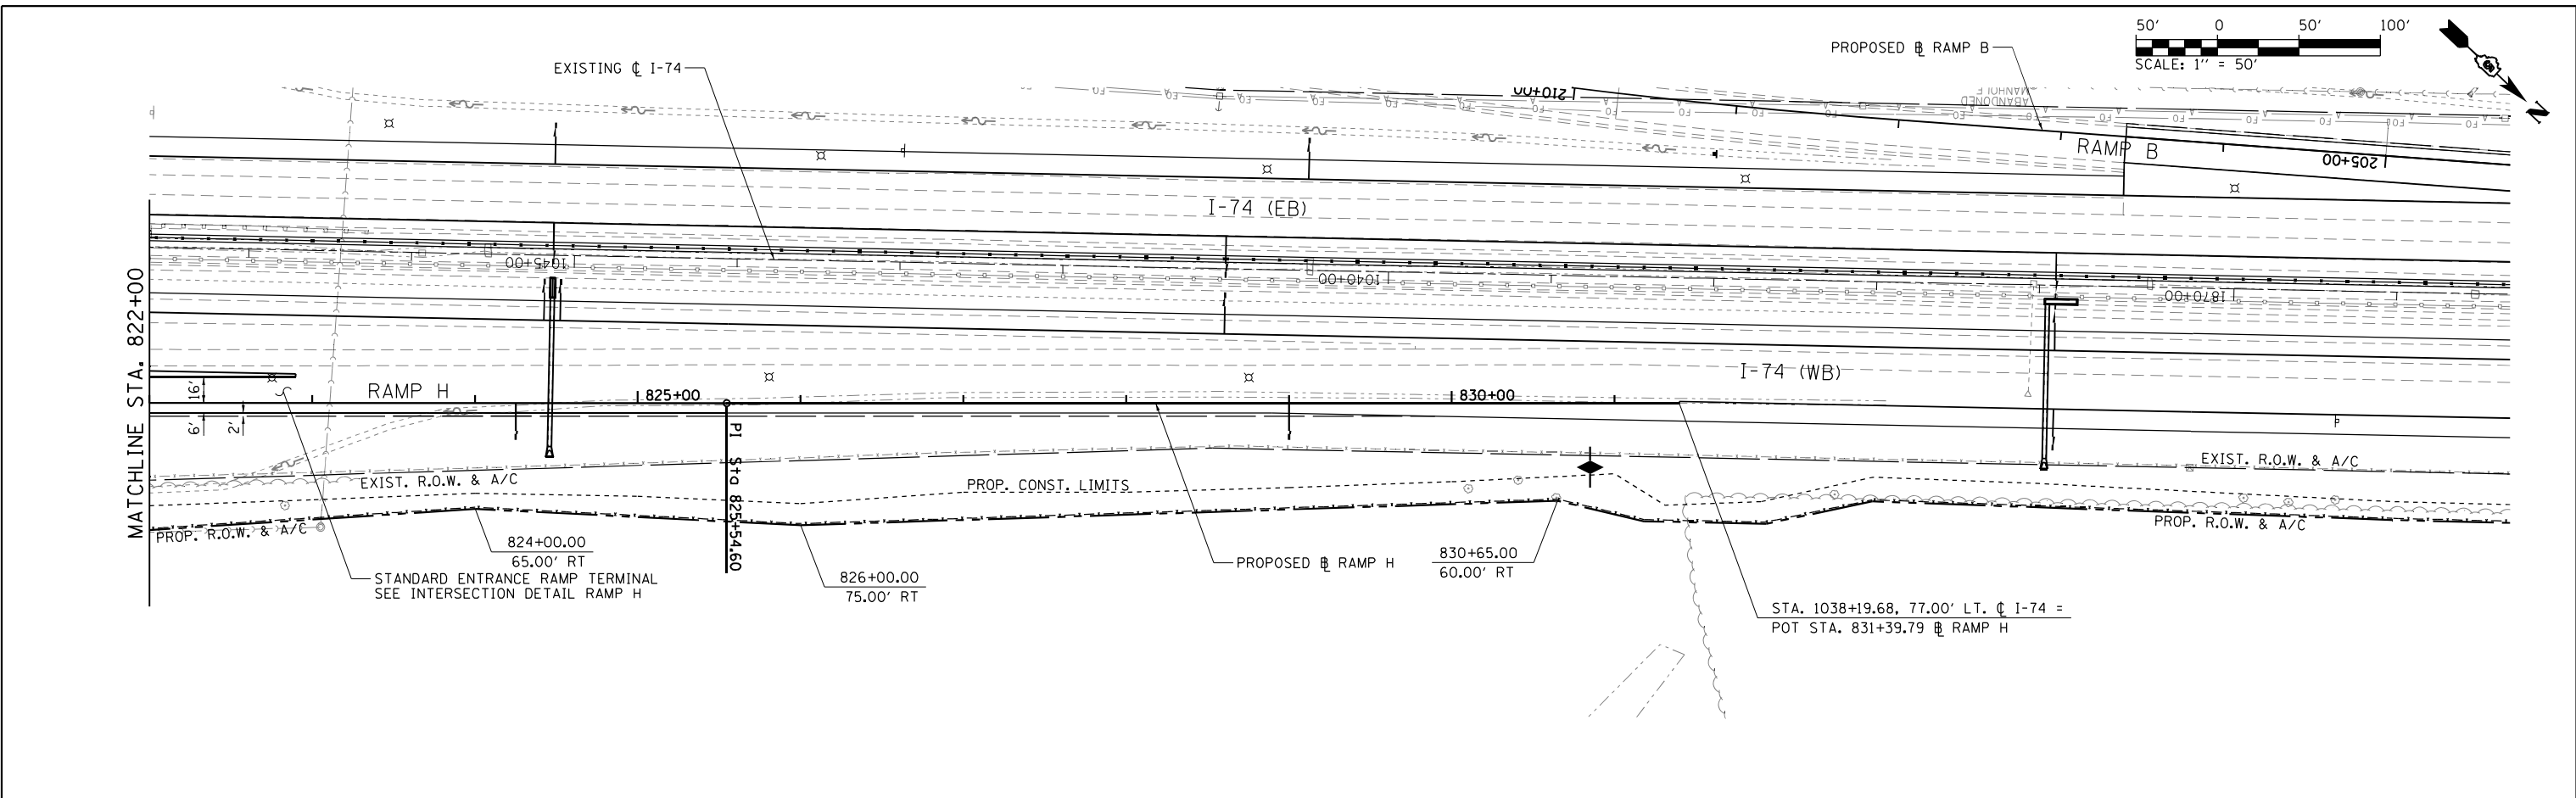 50' 0 50' 100'
SCALE: 1'' = 50'
N
PROPOSED ℄ RAMP B
EXISTING ℄ I-74
210+00
ABANDONED
RAMP B
205+00
I-74 (EB)
1045+00
1040+00
1870+00
MATCHLINE STA. 822+00
16'
6'
2'
RAMP H
825+00
830+00
I-74 (WB)
PI Sta 825+54.60
EXIST. R.O.W. & A/C
EXIST. R.O.W. & A/C
PROP. CONST. LIMITS
PROP. R.O.W. & A/C
PROP. R.O.W. & A/C
824+00.00
65.00' RT
STANDARD ENTRANCE RAMP TERMINAL
SEE INTERSECTION DETAIL RAMP H
826+00.00
75.00' RT
PROPOSED ℄ RAMP H
830+65.00
60.00' RT
STA. 1038+19.68, 77.00' LT. ℄ I-74 =
POT STA. 831+39.79 ℄ RAMP H